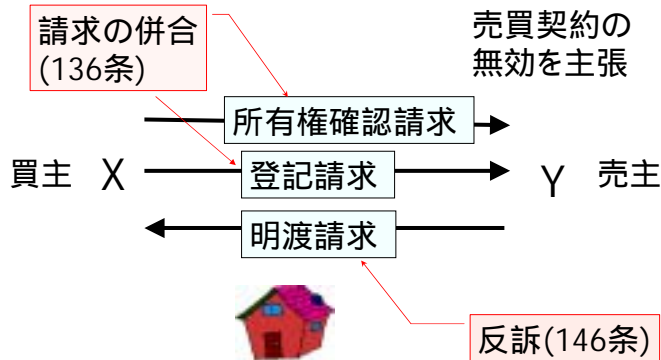 請求の併合
(136条)
売買契約の
無効を主張
所有権確認請求
買主 X
登記請求
Y 売主
明渡請求
反訴(146条)